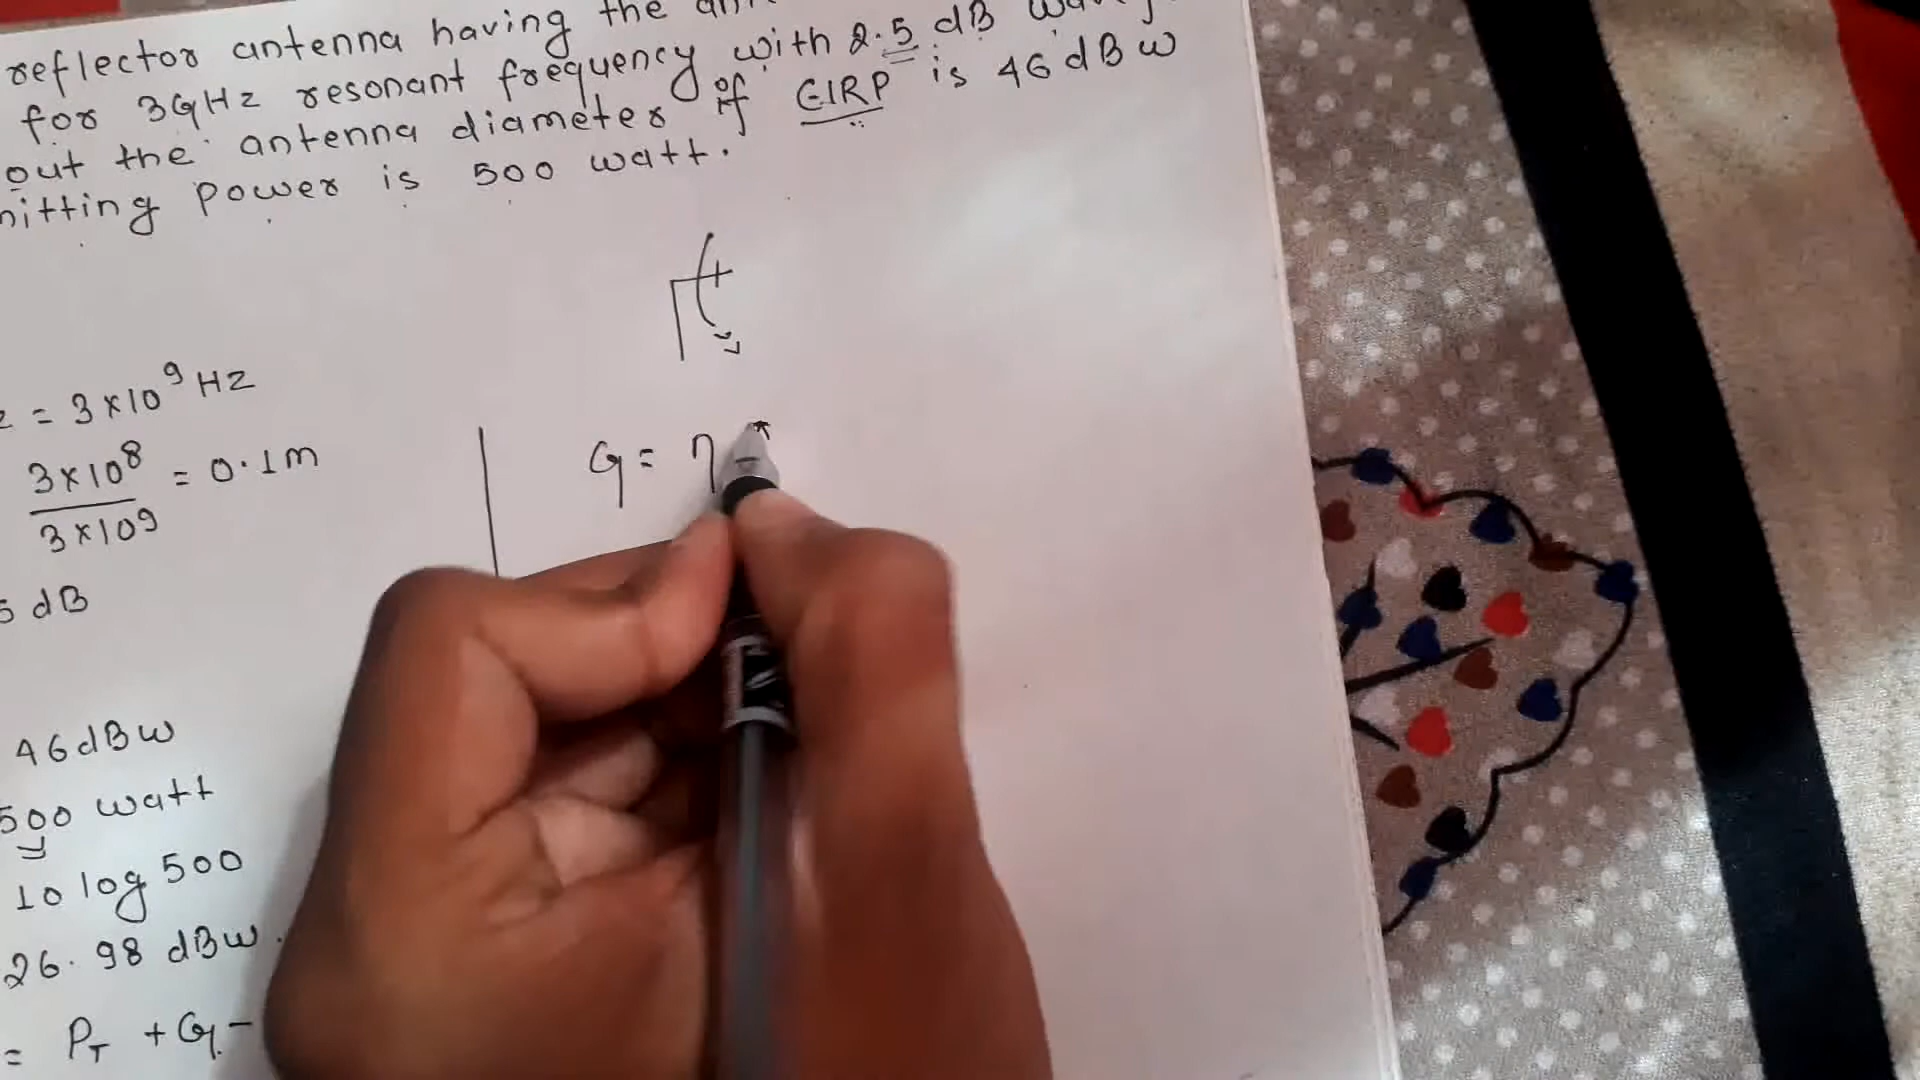 reflector antenna having the
for 3GHz resonant frequency with 2.5 dB
out the antenna diameter of if EIRP is 46 dBw
mitting power is 500 watt.
z = 3×10⁹ Hz
3×10⁸ / 3×10⁹ = 0.1m
G = η
5 dB
46 dBw
500 watt
10 log 500
26.98 dBw.
= P_T + G -